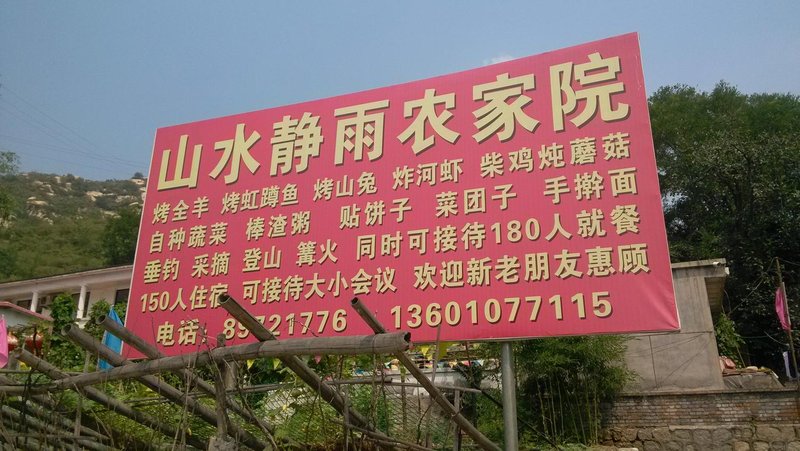 山水静雨农家院
烤全羊 烤虹蹲鱼 烤山兔 炸河虾 柴鸡炖蘑菇
自种蔬菜 棒渣粥 贴饼子 菜团子 手擀面
垂钓 采摘 登山 篝火 同时可接待180人就餐
150人住宿 可接待大小会议 欢迎新老朋友惠顾
电话: 89721776 13601077115